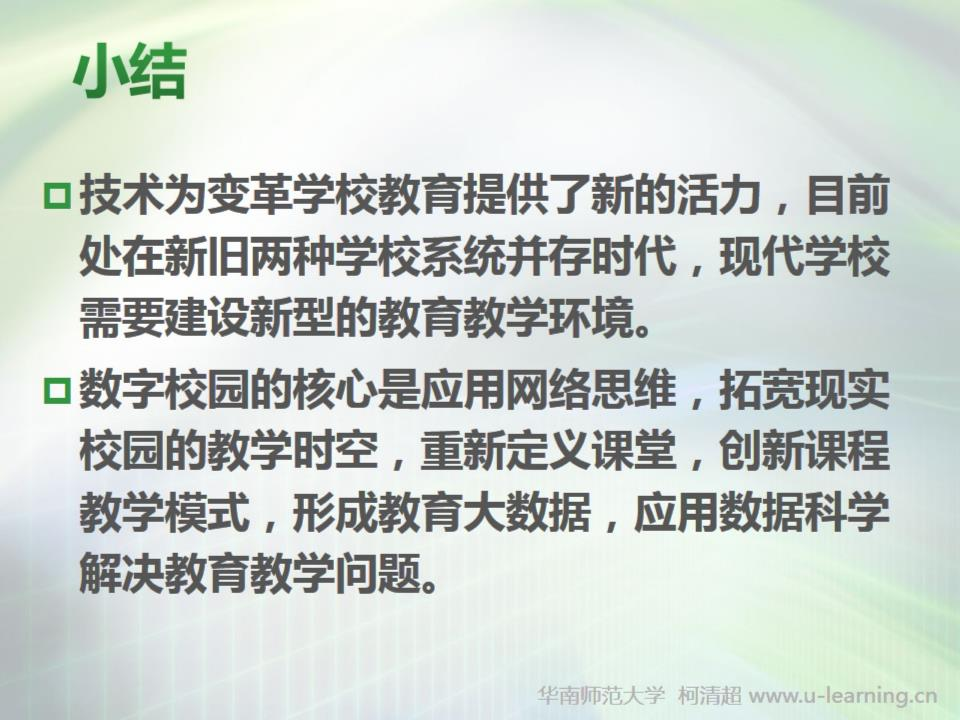 小结
技术为变革学校教育提供了新的活力，目前
处在新旧两种学校系统并存时代，现代学校
需要建设新型的教育教学环境。
数字校园的核心是应用网络思维，拓宽现实
校园的教学时空，重新定义课堂，创新课程
教学模式，形成教育大数据，应用数据科学
解决教育教学问题。
华南师范大学 柯清超 www.u-learning.cn